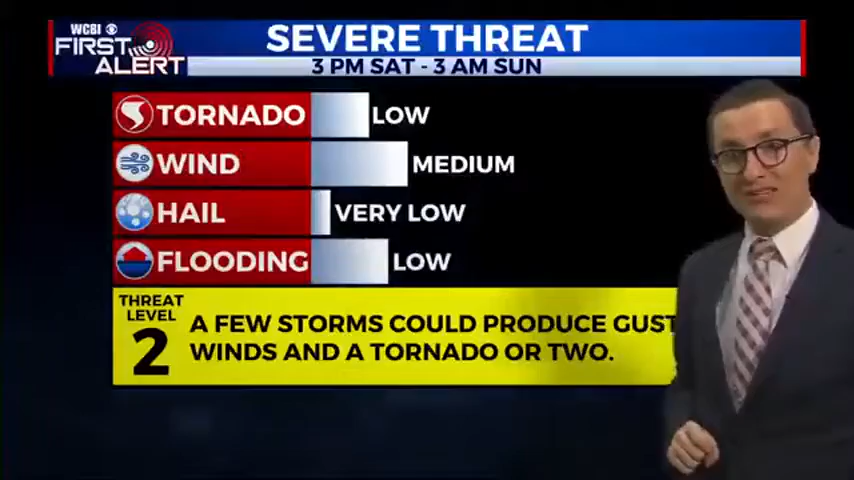 WCBI
FIRST
ALERT
SEVERE THREAT
3 PM SAT - 3 AM SUN
TORNADO LOW
WIND MEDIUM
HAIL VERY LOW
FLOODING LOW
THREAT
LEVEL
2
A FEW STORMS COULD PRODUCE GUST
WINDS AND A TORNADO OR TWO.